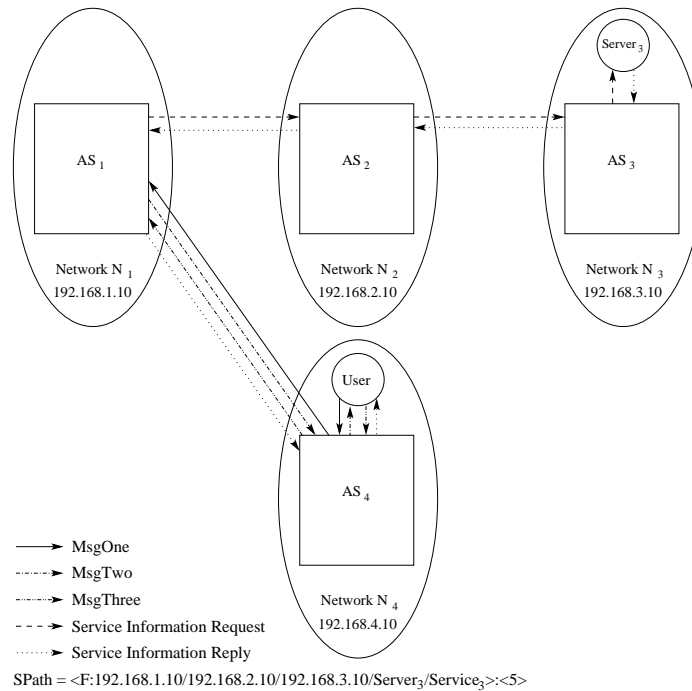 Server 3
AS 1
AS 2
AS 3
Network N 1
192.168.1.10
Network N 2
192.168.2.10
Network N 3
192.168.3.10
User
AS 4
Network N 4
192.168.4.10
MsgOne
MsgTwo
MsgThree
Service Information Request
Service Information Reply
SPath = <F:192.168.1.10/192.168.2.10/192.168.3.10/Server3/Service3>:<5>